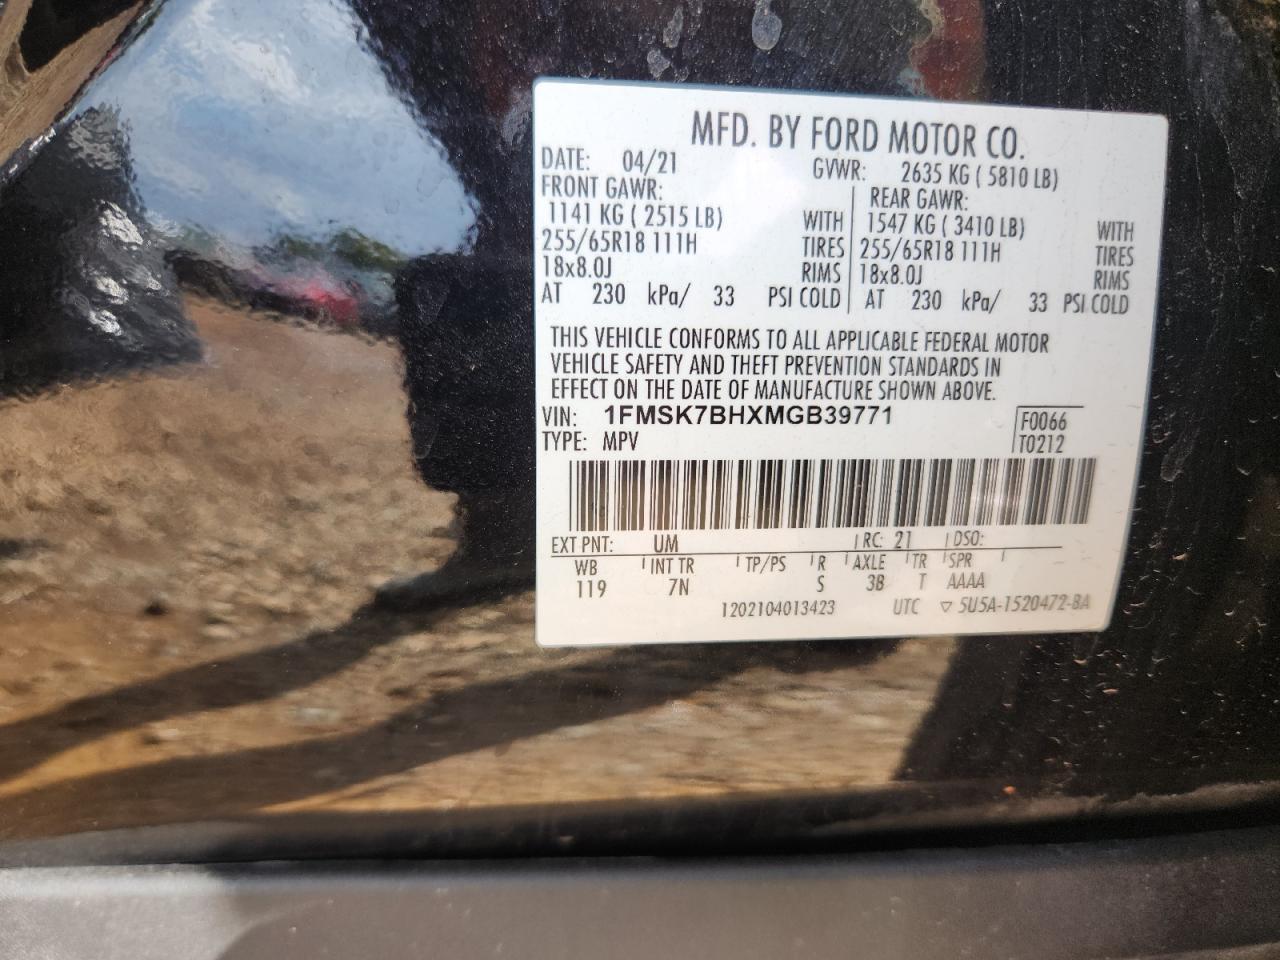 MFD. BY FORD MOTOR CO.
DATE: 04/21 GVWR: 2635 KG ( 5810 LB)
FRONT GAWR: REAR GAWR:
1141 KG ( 2515 LB) WITH 1547 KG ( 3410 LB) WITH
255/65R18 111H TIRES 255/65R18 111H TIRES
18x8.0J RIMS 18x8.0J RIMS
AT 230 kPa/ 33 PSI COLD AT 230 kPa/ 33 PSI COLD
THIS VEHICLE CONFORMS TO ALL APPLICABLE FEDERAL MOTOR
VEHICLE SAFETY AND THEFT PREVENTION STANDARDS IN
EFFECT ON THE DATE OF MANUFACTURE SHOWN ABOVE.
VIN: 1FMSK7BHXMGB39771 F0066
TYPE: MPV T0212
EXT PNT: UM RC: 21 DSO:
WB INT TR TP/PS R AXLE TR SPR
119 7N S 3B T AAAA
1202104013423 UTC ▽ 5U5A-1520472-BA